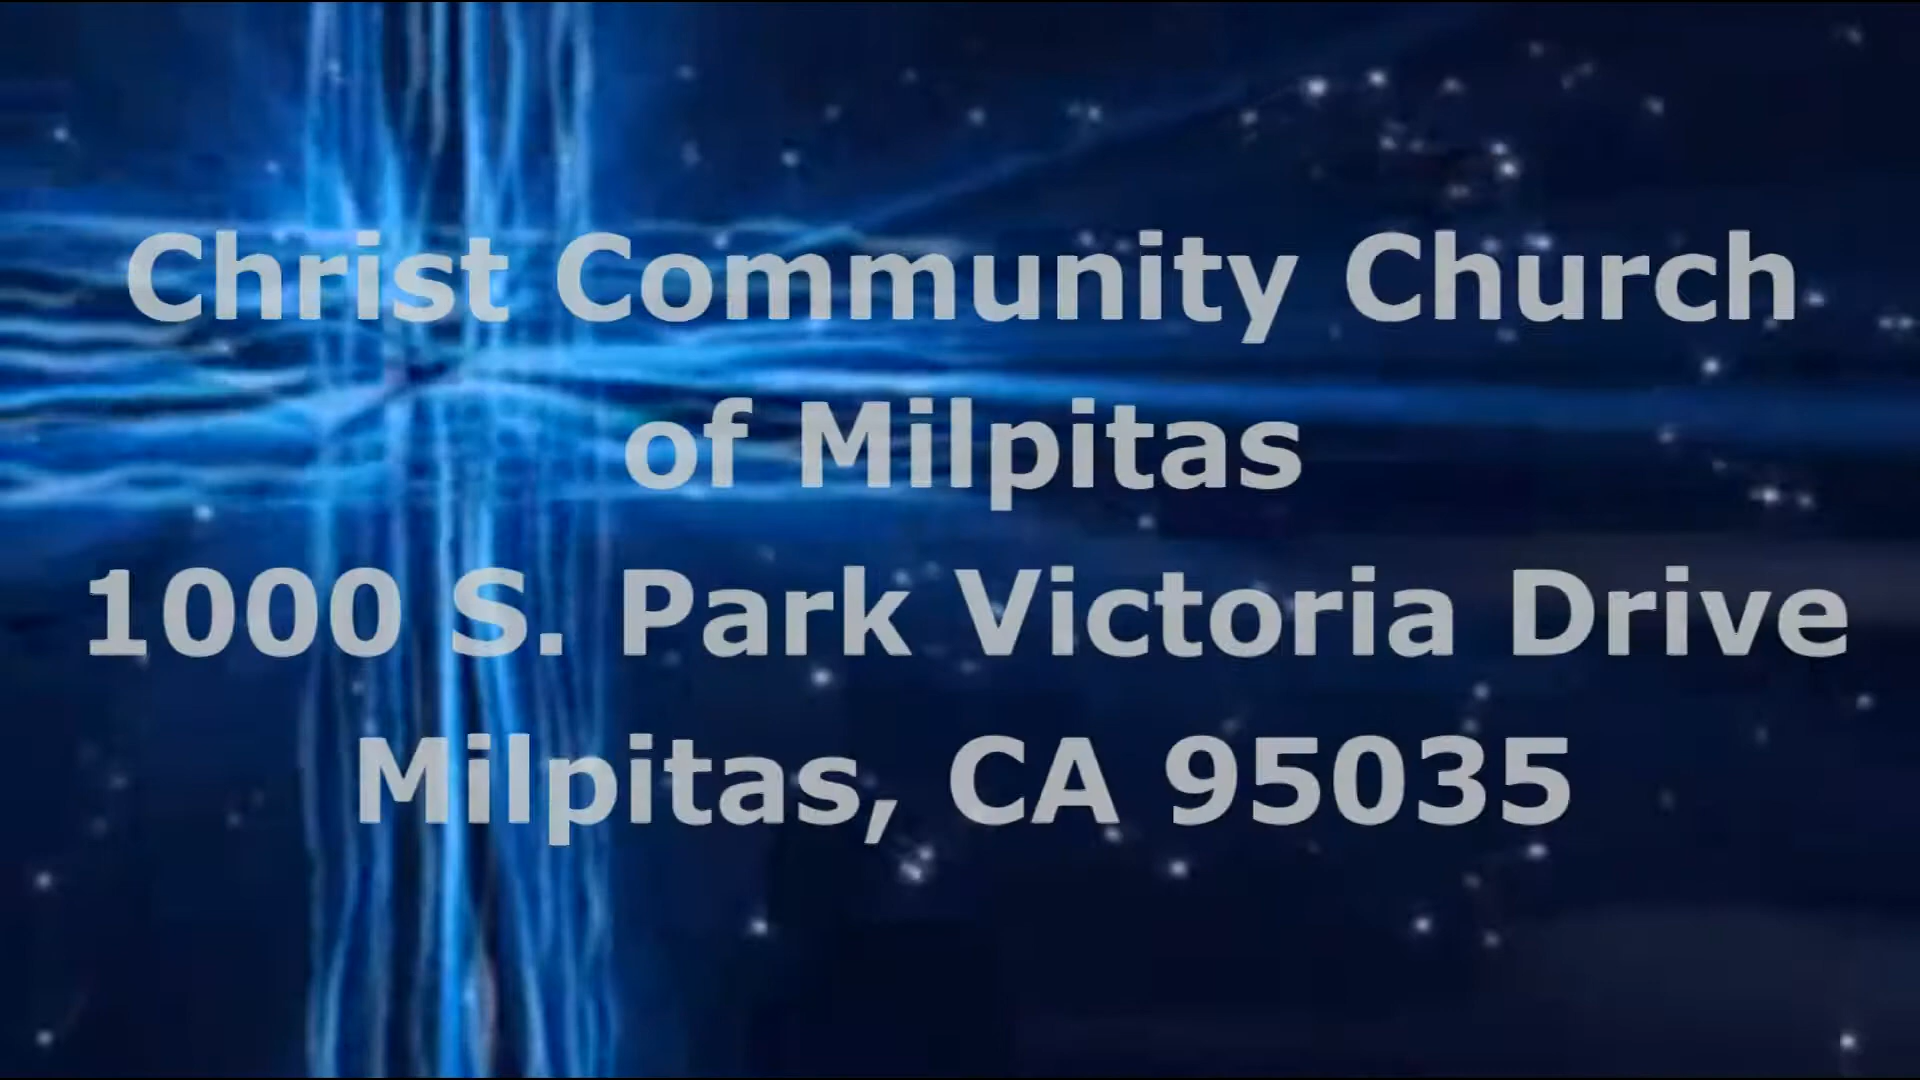 Christ Community Church
of Milpitas
1000 S. Park Victoria Drive
Milpitas, CA 95035